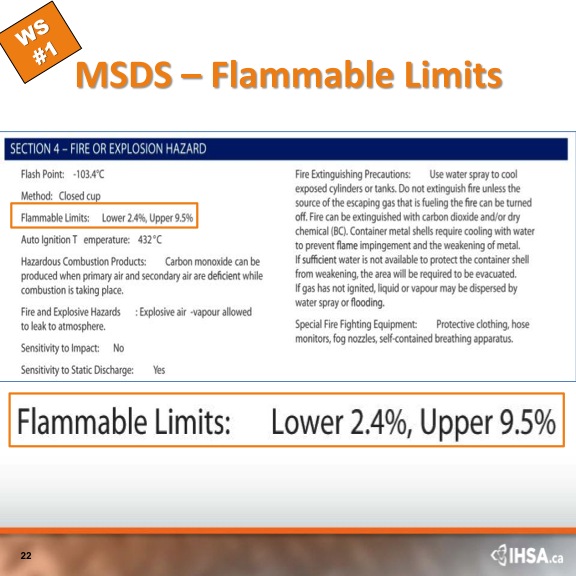 WS
#1
MSDS – Flammable Limits
SECTION 4 – FIRE OR EXPLOSION HAZARD
Flash Point: -103.4°C
Method: Closed cup
Flammable Limits: Lower 2.4%, Upper 9.5%
Auto Ignition T emperature: 432°C
Hazardous Combustion Products: Carbon monoxide can be
produced when primary air and secondary air are deficient while
combustion is taking place.
Fire and Explosive Hazards : Explosive air -vapour allowed
to leak to atmosphere.
Sensitivity to Impact: No
Sensitivity to Static Discharge: Yes
Fire Extinguishing Precautions: Use water spray to cool
exposed cylinders or tanks. Do not extinguish fire unless the
source of the escaping gas that is fueling the fire can be turned
off. Fire can be extinguished with carbon dioxide and/or dry
chemical (BC). Container metal shells require cooling with water
to prevent flame impingement and the weakening of metal.
If sufficient water is not available to protect the container shell
from weakening, the area will be required to be evacuated.
If gas has not ignited, liquid or vapour may be dispersed by
water spray or flooding.
Special Fire Fighting Equipment: Protective clothing, hose
monitors, fog nozzles, self-contained breathing apparatus.
Flammable Limits: Lower 2.4%, Upper 9.5%
22
IHSA.ca